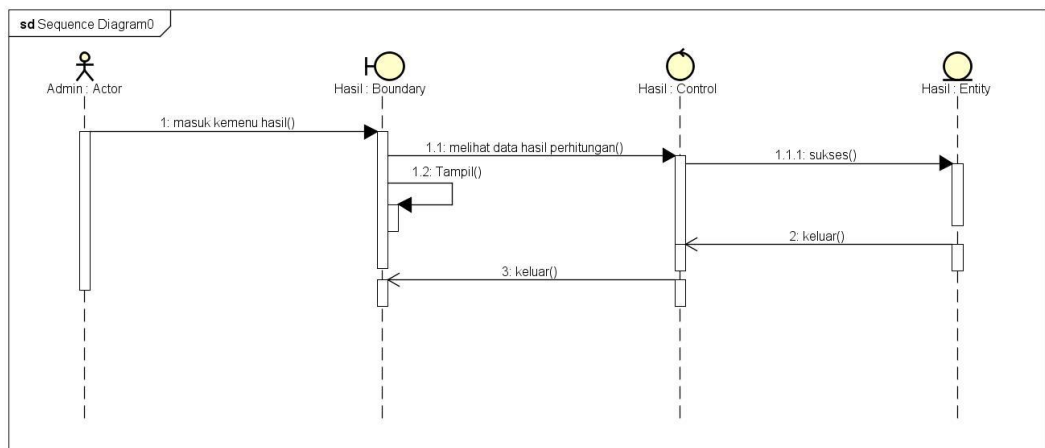 sd Sequence Diagram0
Admin : Actor
Hasil : Boundary
Hasil : Control
Hasil : Entity
1: masuk kemenu hasil()
1.1: melihat data hasil perhitungan()
1.1.1: sukses()
1.2: Tampil()
2: keluar()
3: keluar()